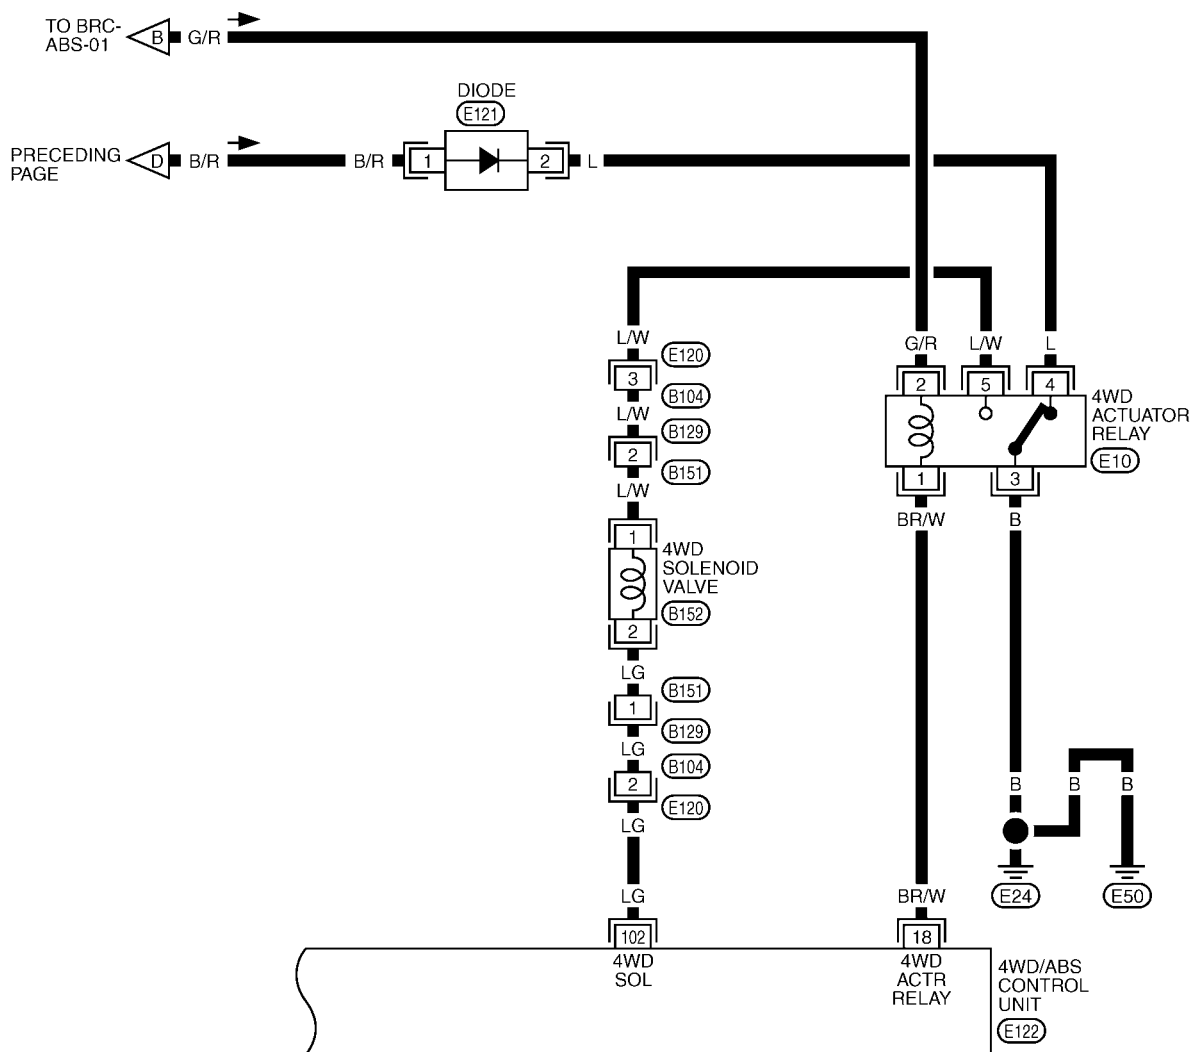 TO BRC-
ABS-01
B
G/R
DIODE
E121
PRECEDING
PAGE
D
B/R
B/R
1
2
L
L/W
E120
3
B104
L/W
B129
2
B151
L/W
1
4WD
SOLENOID
VALVE
B152
2
LG
B151
1
B129
LG
B104
2
E120
LG
LG
102
4WD
SOL
G/R
L/W
L
2
5
4
4WD
ACTUATOR
RELAY
E10
1
3
BR/W
B
B
B
B
E24
E50
BR/W
18
4WD
ACTR
RELAY
4WD/ABS
CONTROL
UNIT
E122